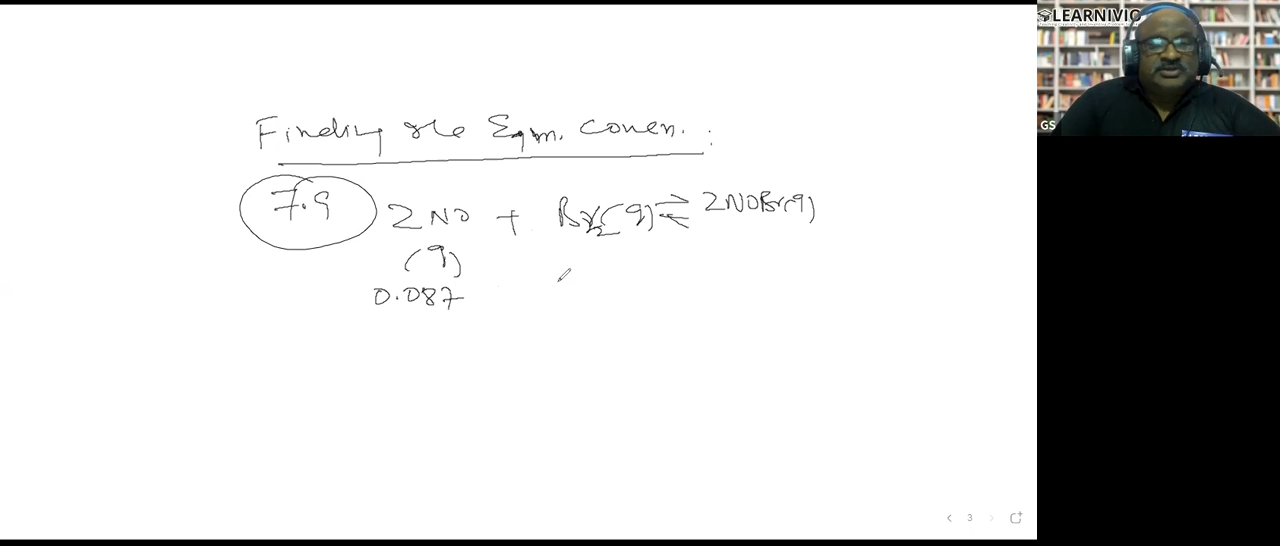 Finding the Eqm. concn. :
7.9 2NO + Br2(g) ⇌ 2NOBr(g)
(g)
0.087
LEARNIVIO
GS
3